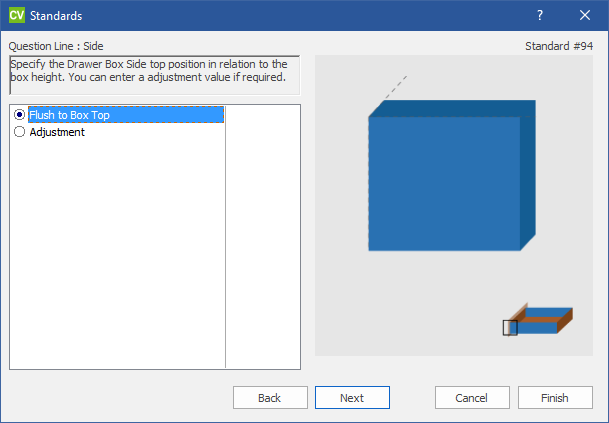 CV Standards ?
Question Line : Side Standard #94
Specify the Drawer Box Side top position in relation to the
box height. You can enter a adjustment value if required.
Flush to Box Top
Adjustment
Back Next Cancel Finish